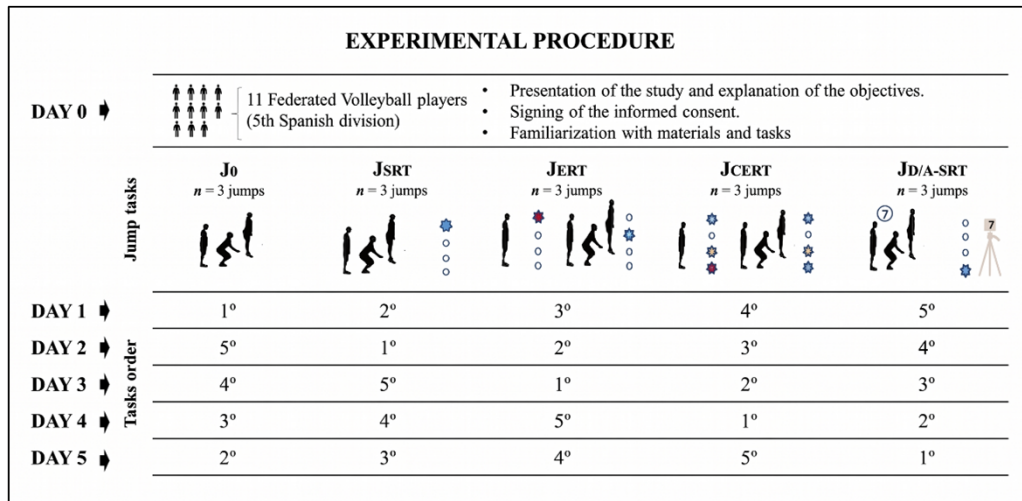 EXPERIMENTAL PROCEDURE
DAY 0
11 Federated Volleyball players
(5th Spanish division)
• Presentation of the study and explanation of the objectives.
• Signing of the informed consent.
• Familiarization with materials and tasks
Jump tasks
J0 JSRT JERT JCERT JD/A-SRT
n = 3 jumps n = 3 jumps n = 3 jumps n = 3 jumps n = 3 jumps
7 7
Tasks order
DAY 1 1º 2º 3º 4º 5º
DAY 2 5º 1º 2º 3º 4º
DAY 3 4º 5º 1º 2º 3º
DAY 4 3º 4º 5º 1º 2º
DAY 5 2º 3º 4º 5º 1º